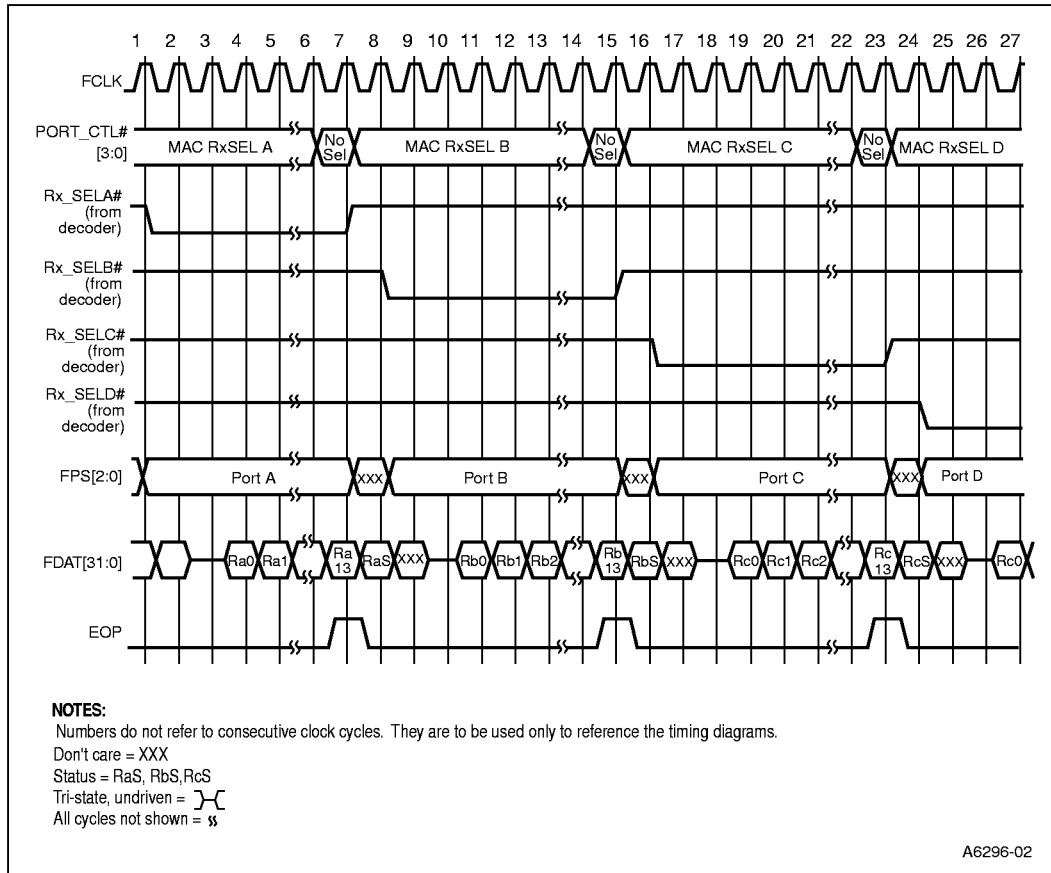 1 2 3 4 5 6 7 8 9 10 11 12 13 14 15 16 17 18 19 20 21 22 23 24 25 26 27
FCLK
PORT_CTL#
[3:0]
MAC RxSEL A
No
Sel
MAC RxSEL B
No
Sel
MAC RxSEL C
No
Sel
MAC RxSEL D
Rx_SELA#
(from
decoder)
Rx_SELB#
(from
decoder)
Rx_SELC#
(from
decoder)
Rx_SELD#
(from
decoder)
FPS[2:0]
Port A
XXX
Port B
XXX
Port C
XXX
Port D
FDAT[31:0]
Ra0
Ra1
Ra
13
RaS
XXX
Rb0
Rb1
Rb2
Rb
13
RbS
XXX
Rc0
Rc1
Rc2
Rc
13
RcS
XXX
Rc0
EOP
NOTES:
Numbers do not refer to consecutive clock cycles. They are to be used only to reference the timing diagrams.
Don't care = XXX
Status = RaS, RbS,RcS
Tri-state, undriven =
All cycles not shown =
A6296-02